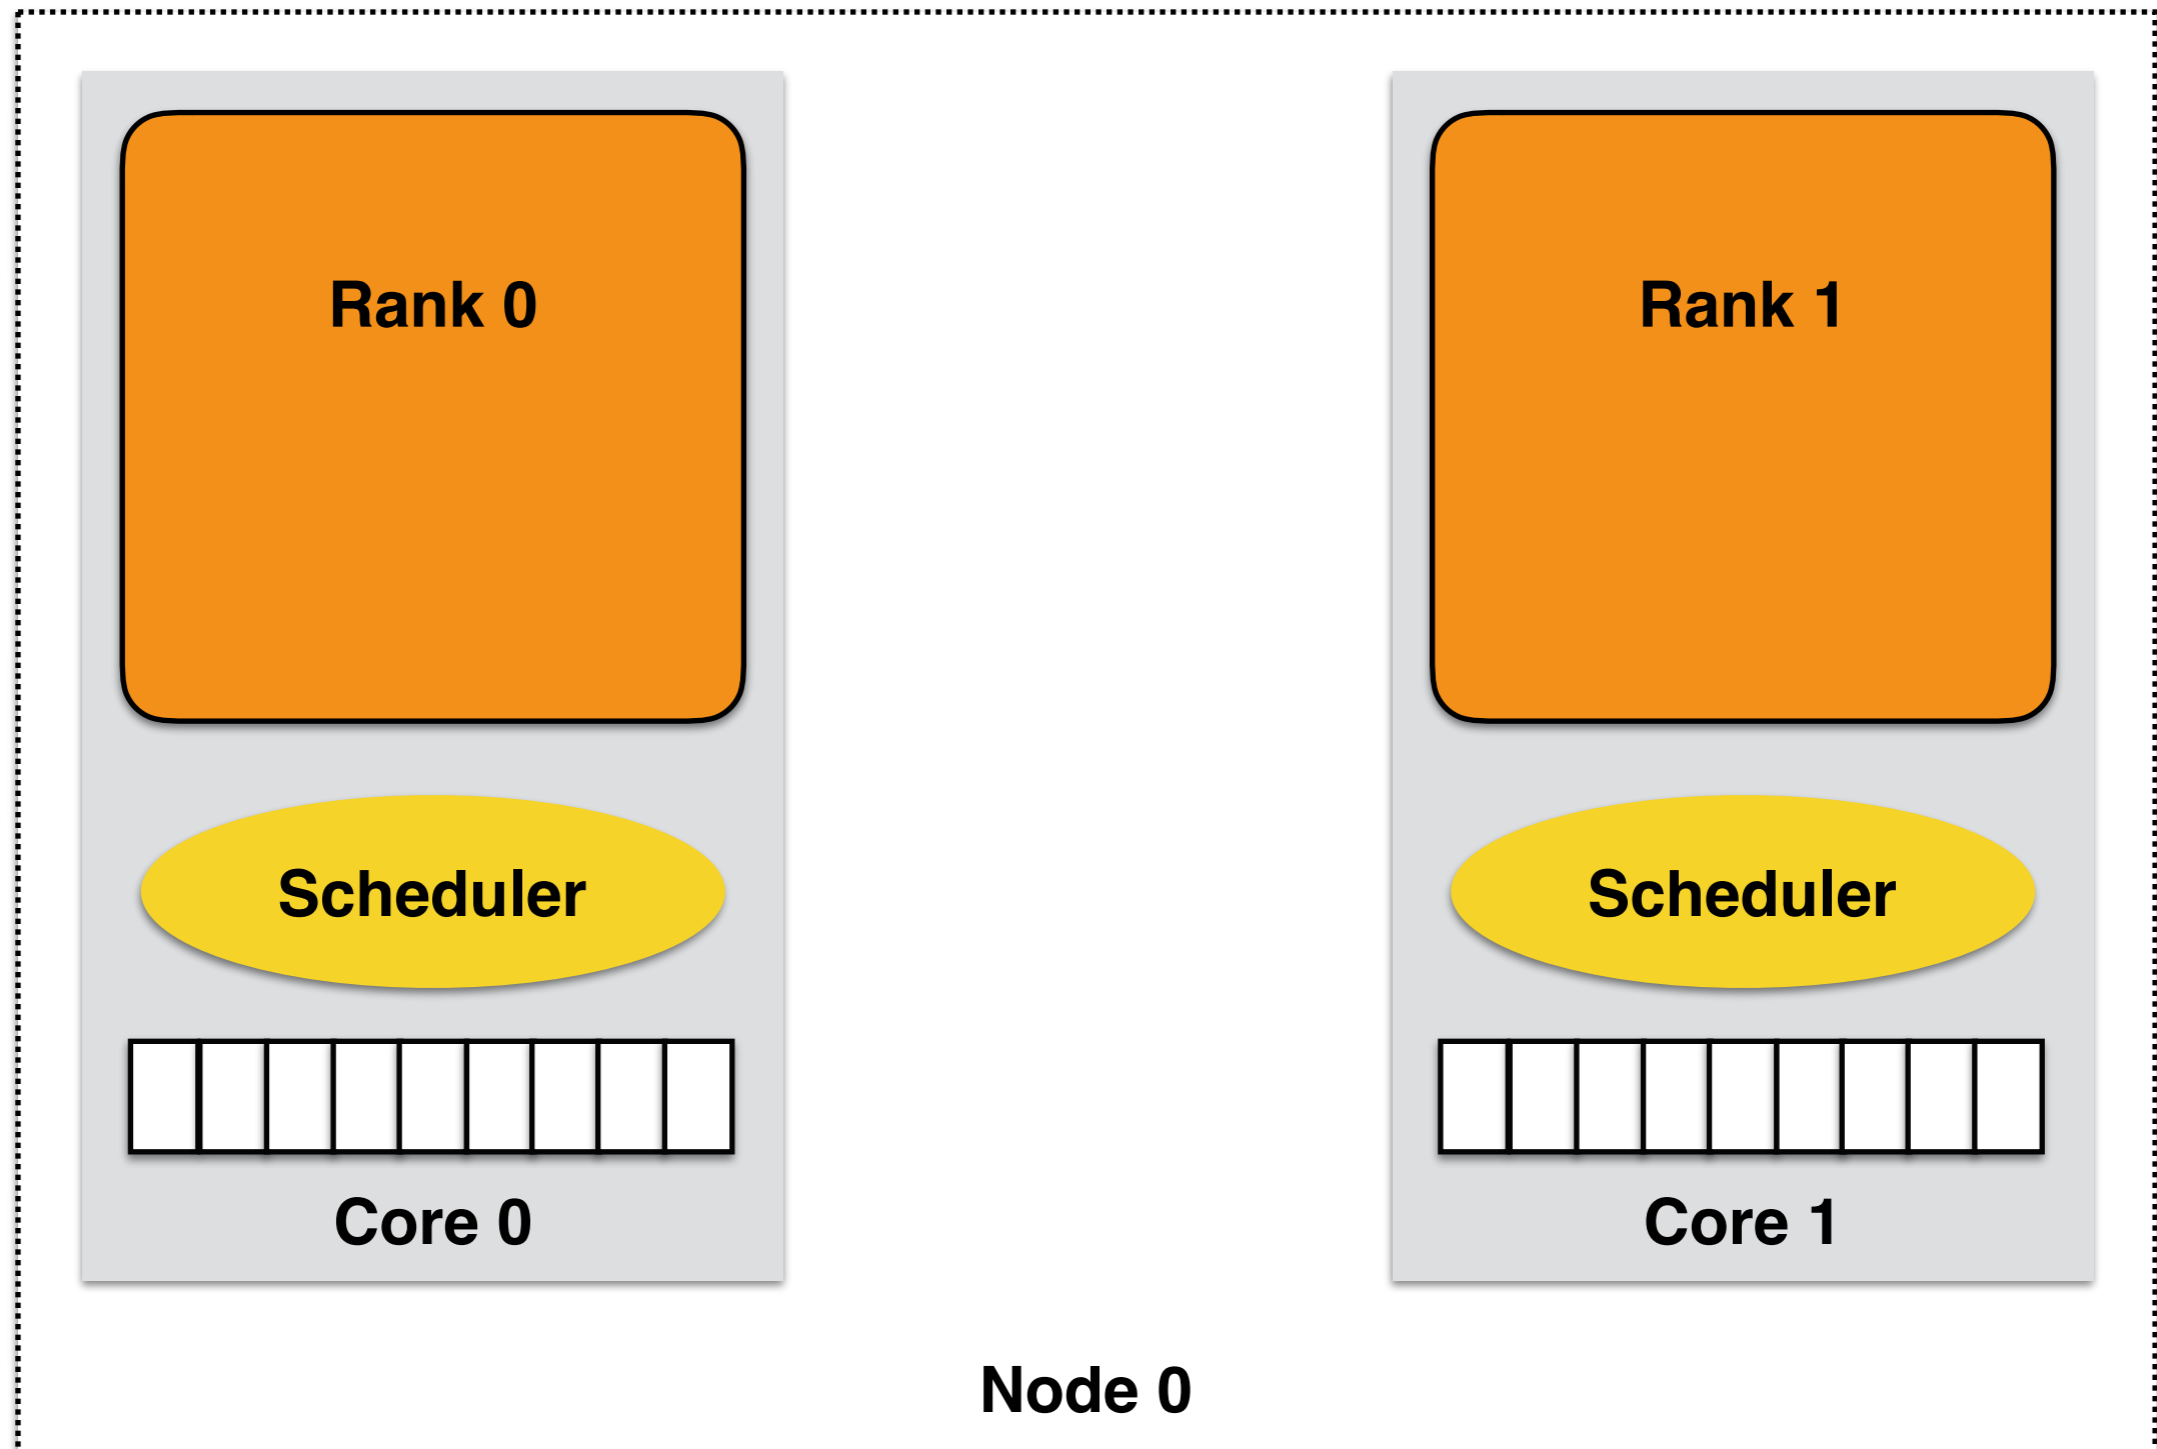 Rank 0
Scheduler
Core 0
Rank 1
Scheduler
Core 1
Node 0